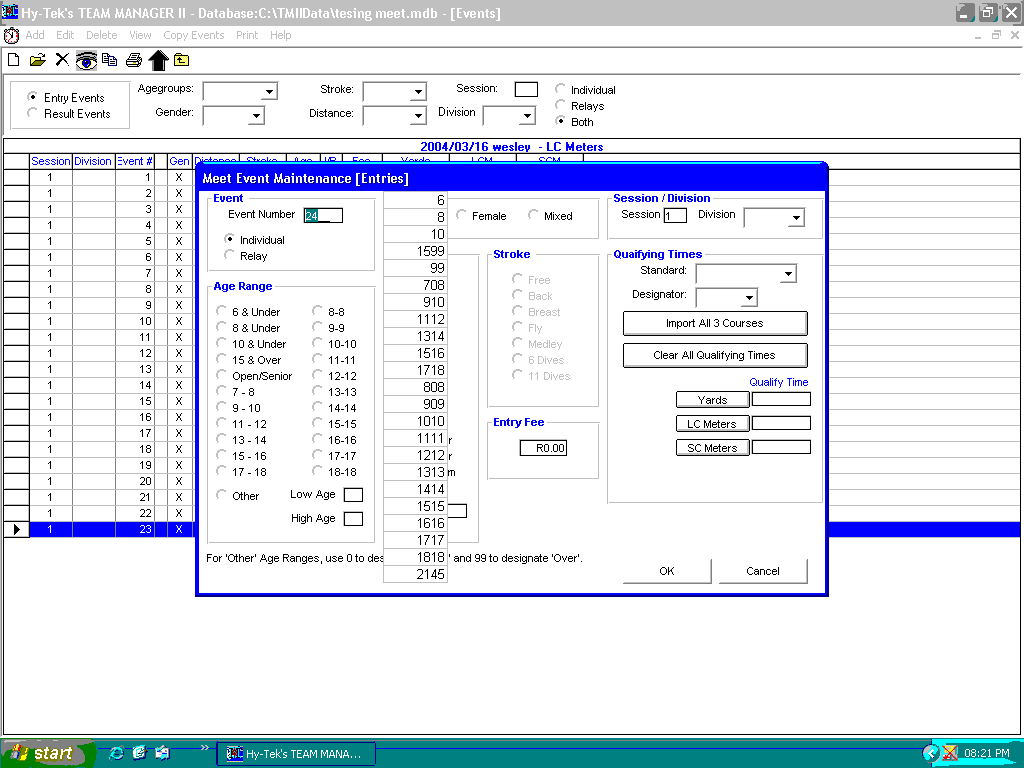 Hy-Tek's TEAM MANAGER II - Database:C:\TMIIData\tesing meet.mdb - [Events]
Add Edit Delete View Copy Events Print Help
Entry Events
Result Events
Agegroups:
Gender:
Stroke:
Distance:
Session:
Division
Individual
Relays
Both
2004/03/16 wesley - LC Meters
Session Division Event # Gen Distance Stroke Age I/R Fee Yards LCM SCM
1 1 X
1 2 X
1 3 X
1 4 X
1 5 X
1 6 X
1 7 X
1 8 X
1 9 X
1 10 X
1 11 X
1 12 X
1 13 X
1 14 X
1 15 X
1 16 X
1 17 X
1 18 X
1 19 X
1 20 X
1 21 X
1 22 X
1 23 X
Meet Event Maintenance [Entries]
Event
Event Number 24
Individual
Relay
Age Range
6 & Under
8 & Under
10 & Under
15 & Over
Open/Senior
7 - 8
9 - 10
11 - 12
13 - 14
15 - 16
17 - 18
Other
8-8
9-9
10-10
11-11
12-12
13-13
14-14
15-15
16-16
17-17
18-18
Low Age
High Age
For 'Other' Age Ranges, use 0 to des ' and 99 to designate 'Over'.
6
8
10
1599
99
708
910
1112
1314
1516
1718
808
909
1010
1111 r
1212 r
1313 m
1414
1515
1616
1717
1818
2145
Female
Mixed
Stroke
Free
Back
Breast
Fly
Medley
6 Dives
11 Dives
Entry Fee
R0.00
Session / Division
Session 1 Division
Quaifying Times
Standard:
Designator:
Import All 3 Courses
Clear All Qualifying Times
Qualify Time
Yards
LC Meters
SC Meters
OK Cancel
start
»
Hy-Tek's TEAM MANA...
08:21 PM